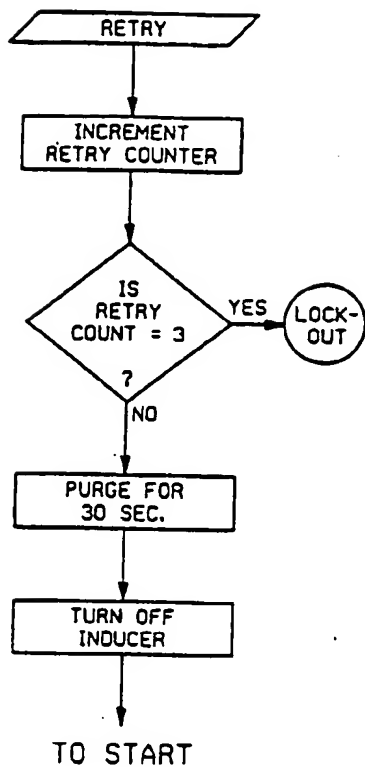 RETRY
INCREMENT
RETRY COUNTER
IS
RETRY
COUNT = 3
?
YES
LOCK-
OUT
NO
PURGE FOR
30 SEC.
TURN OFF
INDUCER
TO START